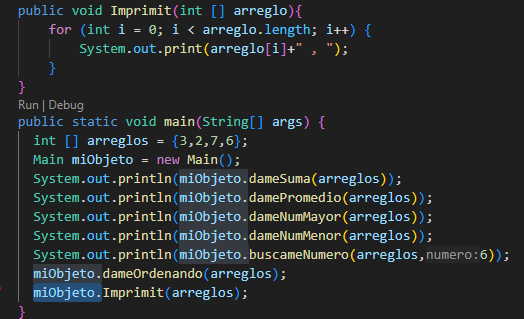 public void Imprimit(int [] arreglo){
for (int i = 0; i < arreglo.length; i++) {
System.out.print(arreglo[i]+" , ");
}
}
Run | Debug
public static void main(String[] args) {
int [] arreglos = {3,2,7,6};
Main miObjeto = new Main();
System.out.println(miObjeto.dameSuma(arreglos));
System.out.println(miObjeto.damePromedio(arreglos));
System.out.println(miObjeto.dameNumMayor(arreglos));
System.out.println(miObjeto.dameNumMenor(arreglos));
System.out.println(miObjeto.buscameNumero(arreglos,numero:6));
miObjeto.dameOrdenando(arreglos);
miObjeto.Imprimit(arreglos);
}